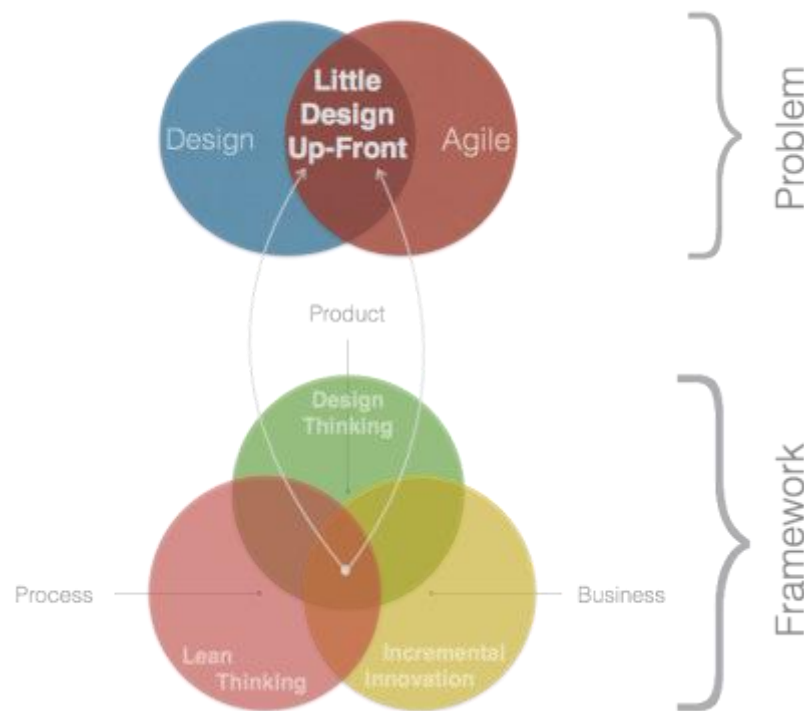 Little
Design
Up-Front
Design
Agile
Problem
Product
Design
Thinking
Process
Business
Framework
Lean
Thinking
Incremental
Innovation